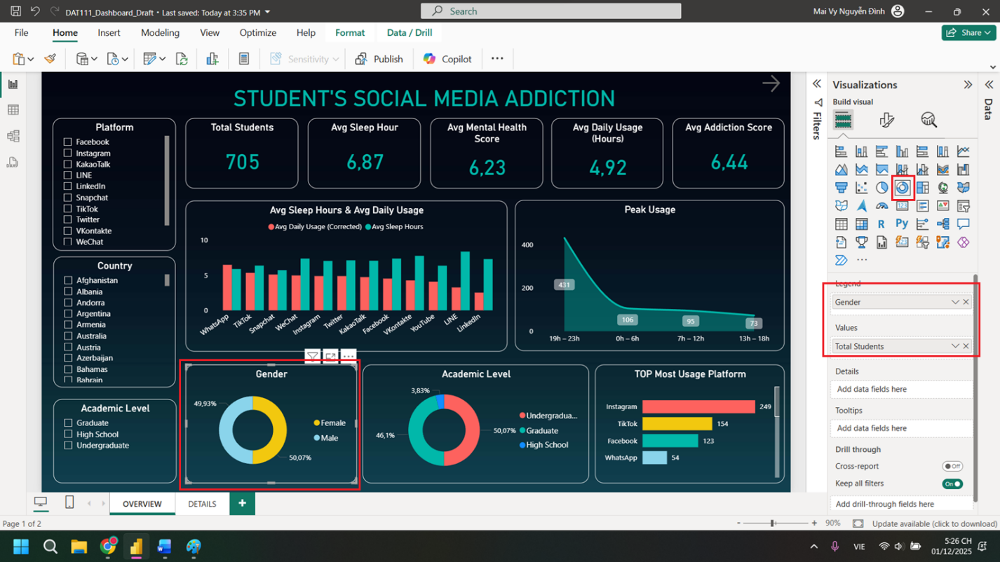 DAT111_Dashboard_Draft • Last saved: Today at 3:35 PM
Search
Mai Vy Nguyễn Đình
File Home Insert Modeling View Optimize Help Format Data / Drill
Share
Sensitivity
Publish
Copilot
STUDENT'S SOCIAL MEDIA ADDICTION
Platform
Facebook
Instagram
KakaoTalk
LINE
LinkedIn
Snapchat
TikTok
Twitter
VKontakte
WeChat
Country
Afghanistan
Albania
Andorra
Argentina
Armenia
Australia
Austria
Azerbaijan
Bahamas
Bahrain
Academic Level
Graduate
High School
Undergraduate
Total Students
705
Avg Sleep Hour
6,87
Avg Mental Health
Score
6,23
Avg Daily Usage
(Hours)
4,92
Avg Addiction Score
6,44
Avg Sleep Hours & Avg Daily Usage
Avg Daily Usage (Corrected) Avg Sleep Hours
10
5
0
WhatsApp
TikTok
Snapchat
WeChat
Instagram
Twitter
KakaoTalk
Facebook
VKontakte
YouTube
LINE
LinkedIn
Peak Usage
400
200
0
431
106
95
73
19h – 23h
0h – 6h
7h – 12h
13h – 18h
Gender
49,93%
50,07%
Female
Male
Academic Level
3,83%
46,1%
50,07%
Undergradua...
Graduate
High School
TOP Most Usage Platform
Instagram 249
TikTok 154
Facebook 123
WhatsApp 54
Filters
Visualizations
Build visual
R
Py
123
Legend
Gender
Values
Total Students
Details
Add data fields here
Tooltips
Add data fields here
Drill through
Cross-report
Off
Keep all filters
On
Add drill-through fields here
Data
OVERVIEW
DETAILS
Page 1 of 2
90%
Update available (click to download)
VIE
5:26 CH
01/12/2025